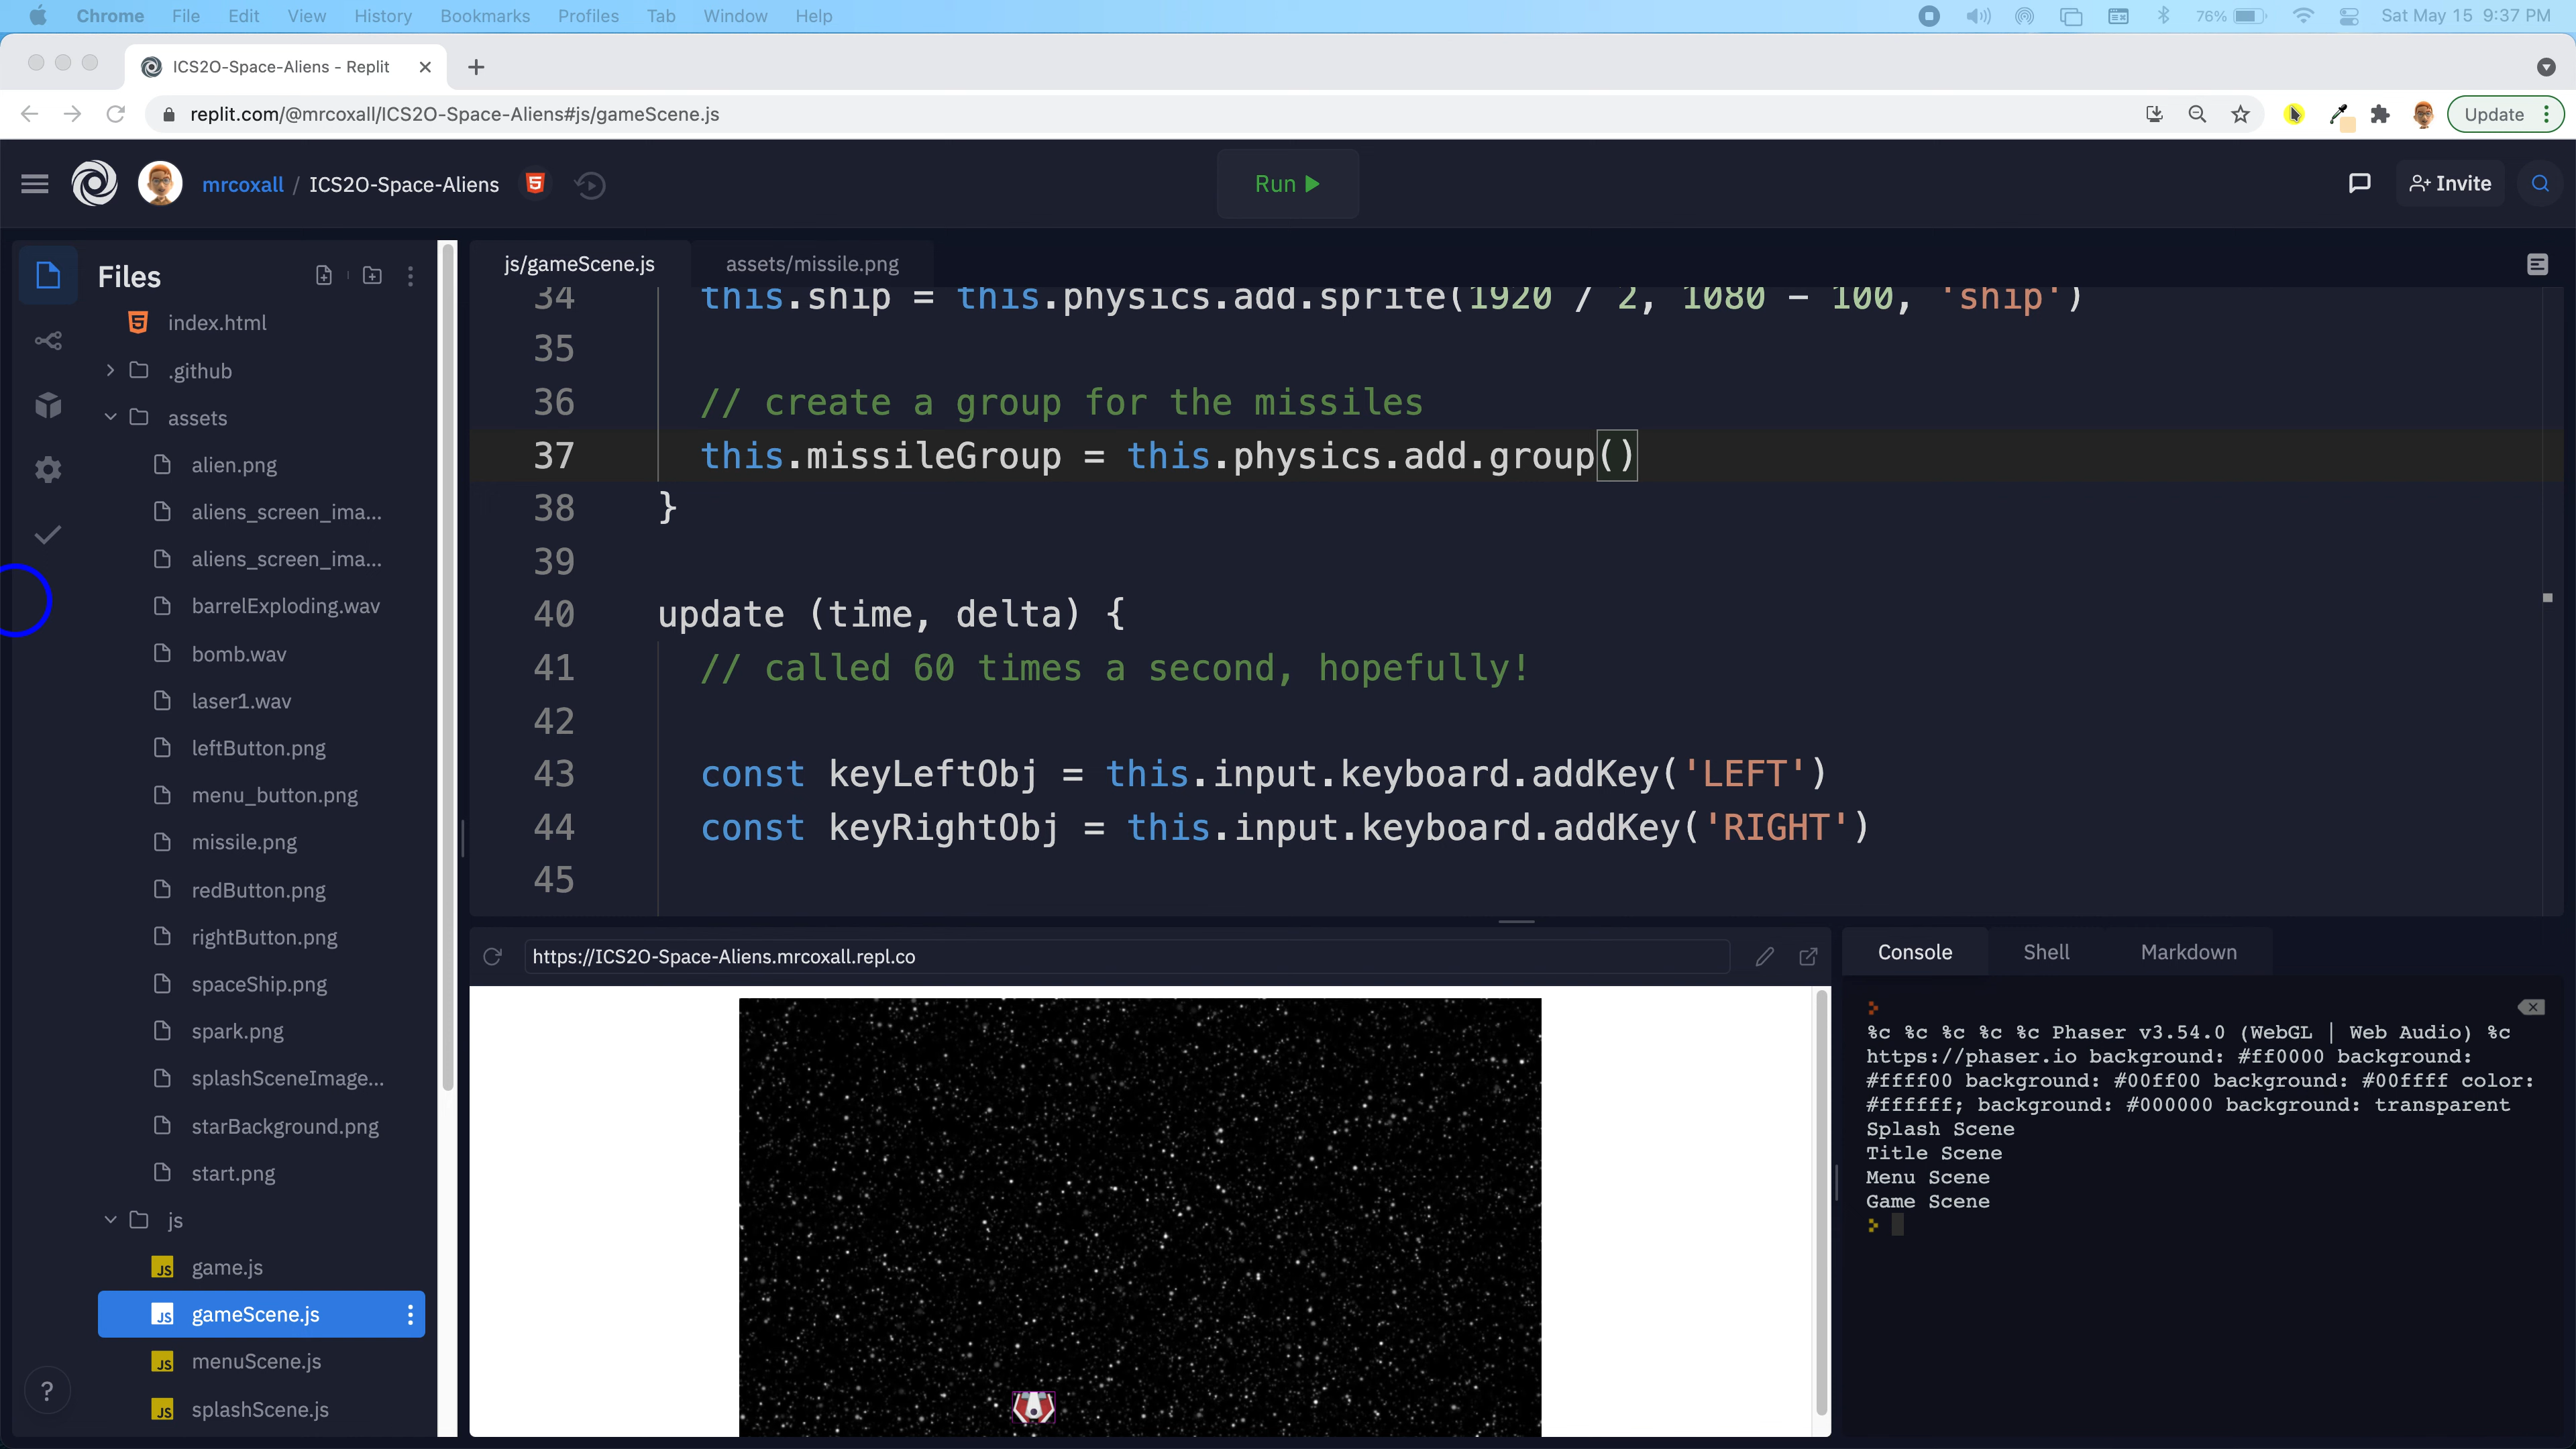 Chrome File Edit View History Bookmarks Profiles Tab Window Help 76% Sat May 15 9:37 PM
ICS2O-Space-Aliens - Replit
replit.com/@mrcoxall/ICS2O-Space-Aliens#js/gameScene.js Update
mrcoxall / ICS2O-Space-Aliens Run Invite
Files
index.html
.github
assets
alien.png
aliens_screen_ima...
aliens_screen_ima...
barrelExploding.wav
bomb.wav
laser1.wav
leftButton.png
menu_button.png
missile.png
redButton.png
rightButton.png
spaceShip.png
spark.png
splashSceneImage...
starBackground.png
start.png
js
JS game.js
JS gameScene.js
JS menuScene.js
JS splashScene.js
?
js/gameScene.js assets/missile.png
34 this.ship = this.physics.add.sprite(1920 / 2, 1080 - 100, 'ship')
35
36 // create a group for the missiles
37 this.missileGroup = this.physics.add.group()
38 }
39
40 update (time, delta) {
41 // called 60 times a second, hopefully!
42
43 const keyLeftObj = this.input.keyboard.addKey('LEFT')
44 const keyRightObj = this.input.keyboard.addKey('RIGHT')
45
https://ICS2O-Space-Aliens.mrcoxall.repl.co
Console Shell Markdown
%c %c %c %c %c Phaser v3.54.0 (WebGL | Web Audio) %c
https://phaser.io background: #ff0000 background:
#ffff00 background: #00ff00 background: #00ffff color:
#ffffff; background: #000000 background: transparent
Splash Scene
Title Scene
Menu Scene
Game Scene